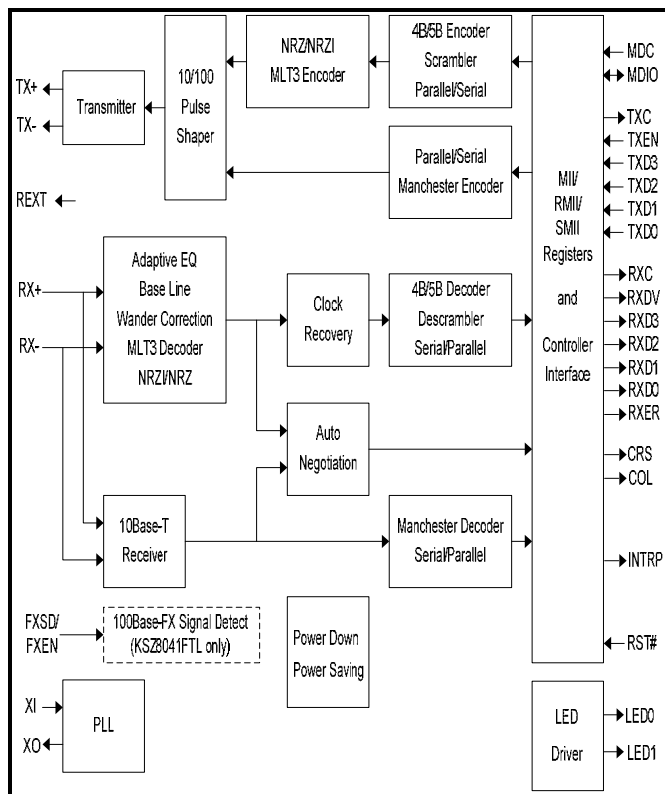 TX+
TX-
REXT
RX+
RX-
FXSD/
FXEN
XI
XO
Transmitter
10/100
Pulse
Shaper
NRZ/NRZI
MLT3 Encoder
4B/5B Encoder
Scrambler
Parallel/Serial
Parallel/Serial
Manchester Encoder
Adaptive EQ
Base Line
Wander Correction
MLT3 Decoder
NRZI/NRZ
Clock
Recovery
4B/5B Decoder
Descrambler
Serial/Parallel
Auto
Negotiation
10Base-T
Receiver
Manchester Decoder
Serial/Parallel
100Base-FX Signal Detect
(KSZ8041FTL only)
Power Down
Power Saving
PLL
MII/
RMII/
SMII
Registers
and
Controller
Interface
LED
Driver
MDC
MDIO
TXC
TXEN
TXD3
TXD2
TXD1
TXD0
RXC
RXDV
RXD3
RXD2
RXD1
RXD0
RXER
CRS
COL
INTRP
RST#
LED0
LED1